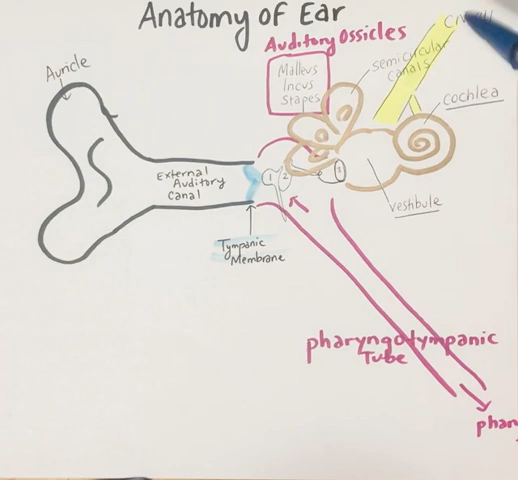 Anatomy of Ear
Auditory Ossicles
Malleus
Incus
Stapes
Semicircular
Canals
Auricle
Cochlea
External
Auditory
Canal
1 2 3
Vestibule
Tympanic
Membrane
pharyngotympanic
Tube
phar